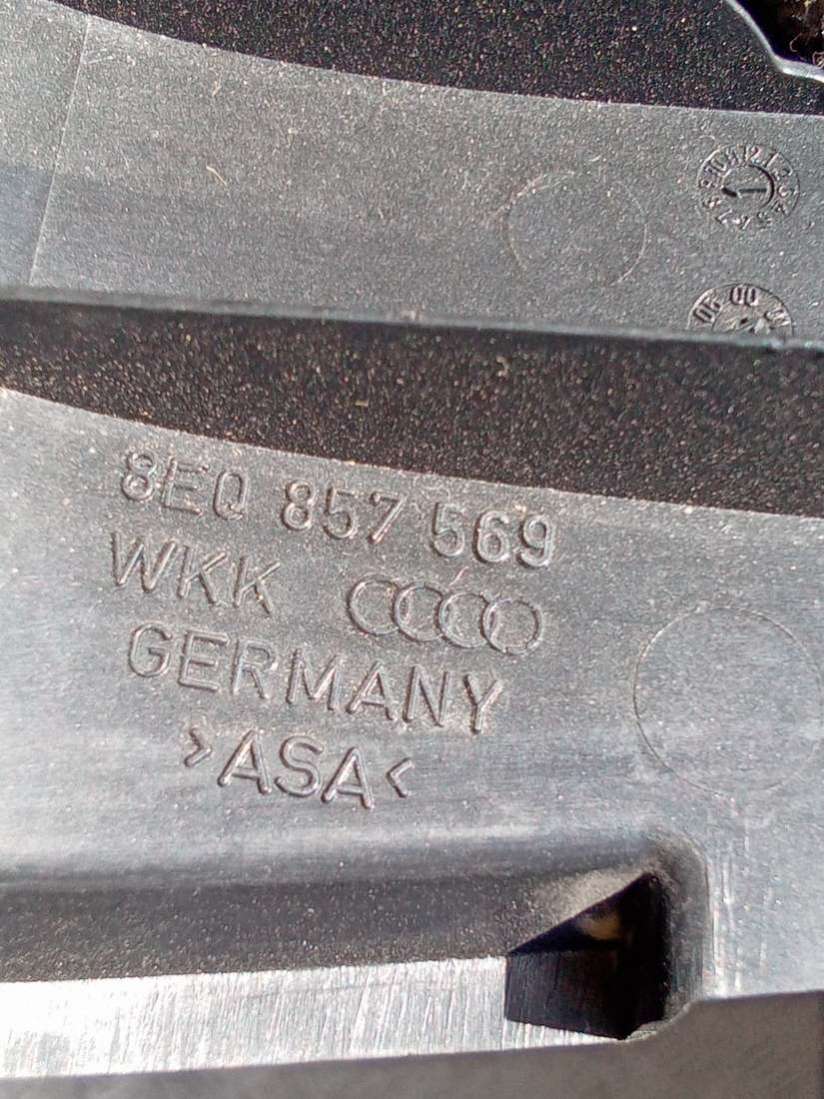 8E0 857 569
WKK
GERMANY
>ASA<